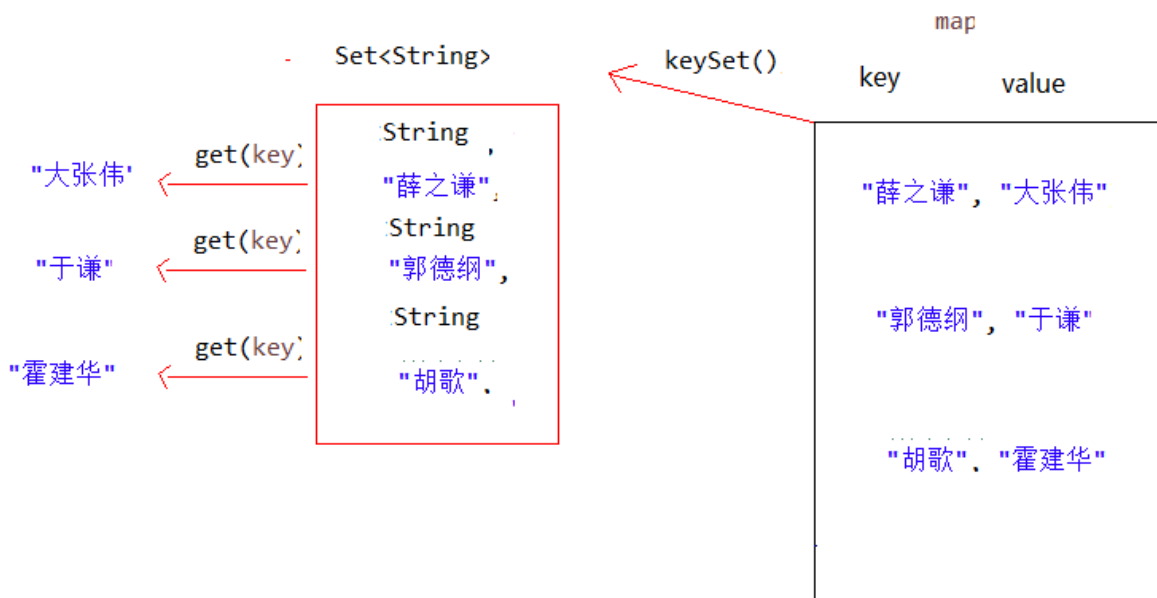 map
Set<String>
keySet()
key value
String ,
get(key)
"大张伟'
"薛之谦",
"薛之谦", "大张伟"
String
get(key)
"于谦"
"郭德纲",
"郭德纲", "于谦"
String
get(key)
"霍建华"
"胡歌".
"胡歌". "霍建华"